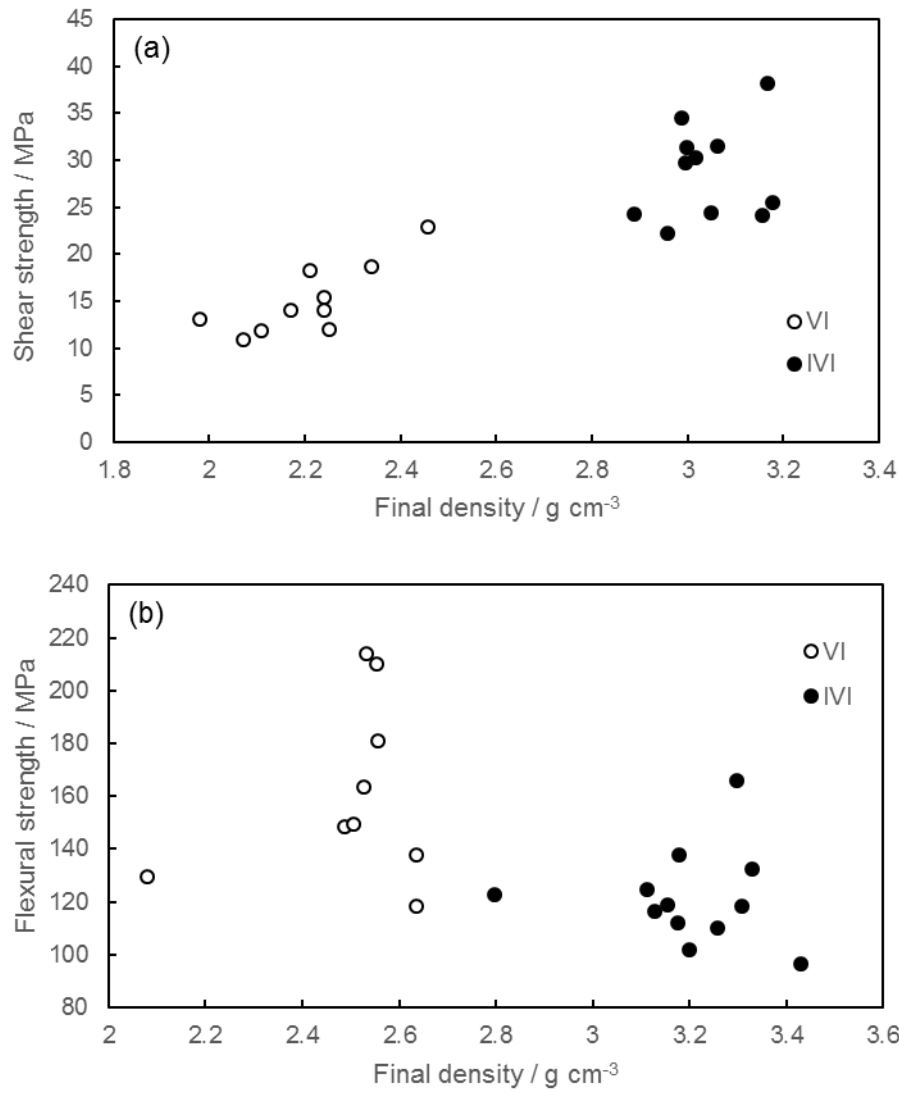 (a)
45
40
35
30
25
20
15
10
5
0
Shear strength / MPa
VI
IVI
1.8 2 2.2 2.4 2.6 2.8 3 3.2 3.4
Final density / g cm⁻³
(b)
240
220
200
180
160
140
120
100
80
Flexural strength / MPa
VI
IVI
2 2.2 2.4 2.6 2.8 3 3.2 3.4 3.6
Final density / g cm⁻³